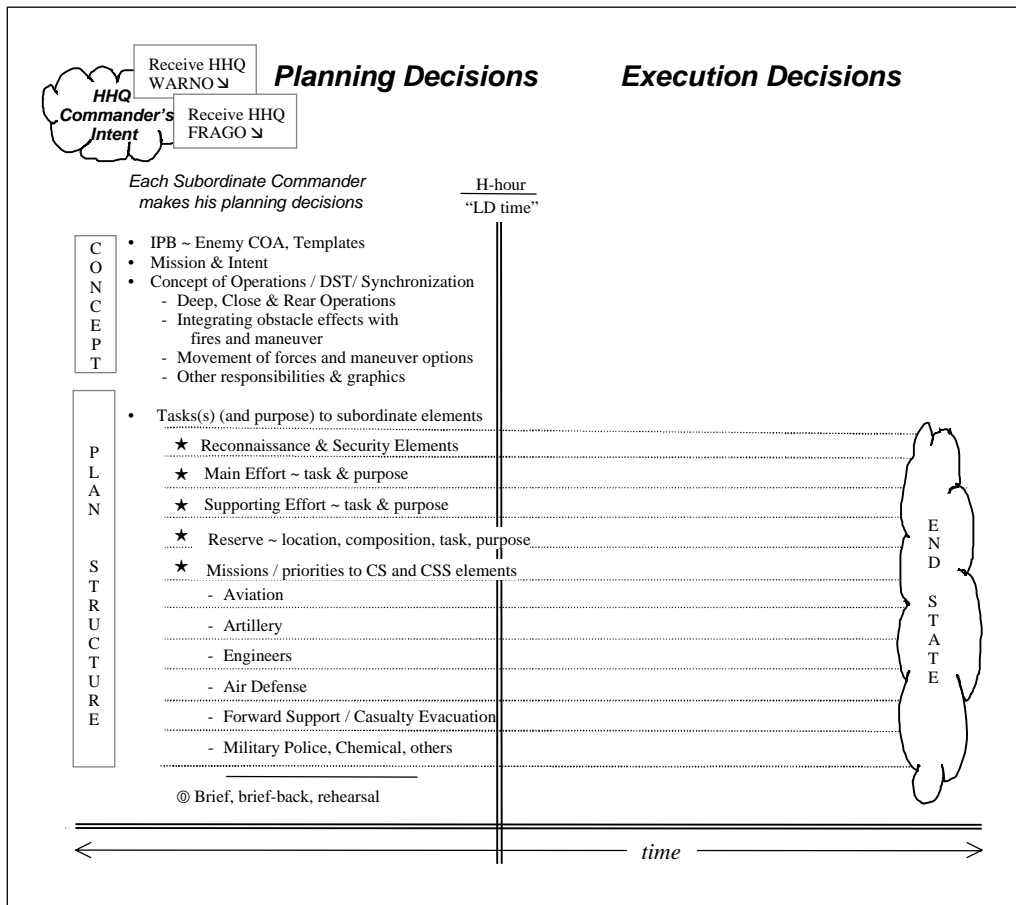 Receive HHQ
WARNO ↘
Planning Decisions
Execution Decisions
HHQ
Commander's
Intent
Receive HHQ
FRAGO ↘
Each Subordinate Commander
makes his planning decisions
H-hour
“LD time”
CONCEPT
• IPB ~ Enemy COA, Templates
• Mission & Intent
• Concept of Operations / DST/ Synchronization
- Deep, Close & Rear Operations
- Integrating obstacle effects with
fires and maneuver
- Movement of forces and maneuver options
- Other responsibilities & graphics
PLAN STRUCTURE
• Tasks(s) (and purpose) to subordinate elements
★ Reconnaissance & Security Elements
★ Main Effort ~ task & purpose
★ Supporting Effort ~ task & purpose
★ Reserve ~ location, composition, task, purpose
★ Missions / priorities to CS and CSS elements
- Aviation
- Artillery
- Engineers
- Air Defense
- Forward Support / Casualty Evacuation
- Military Police, Chemical, others
END STATE
⓪ Brief, brief-back, rehearsal
time